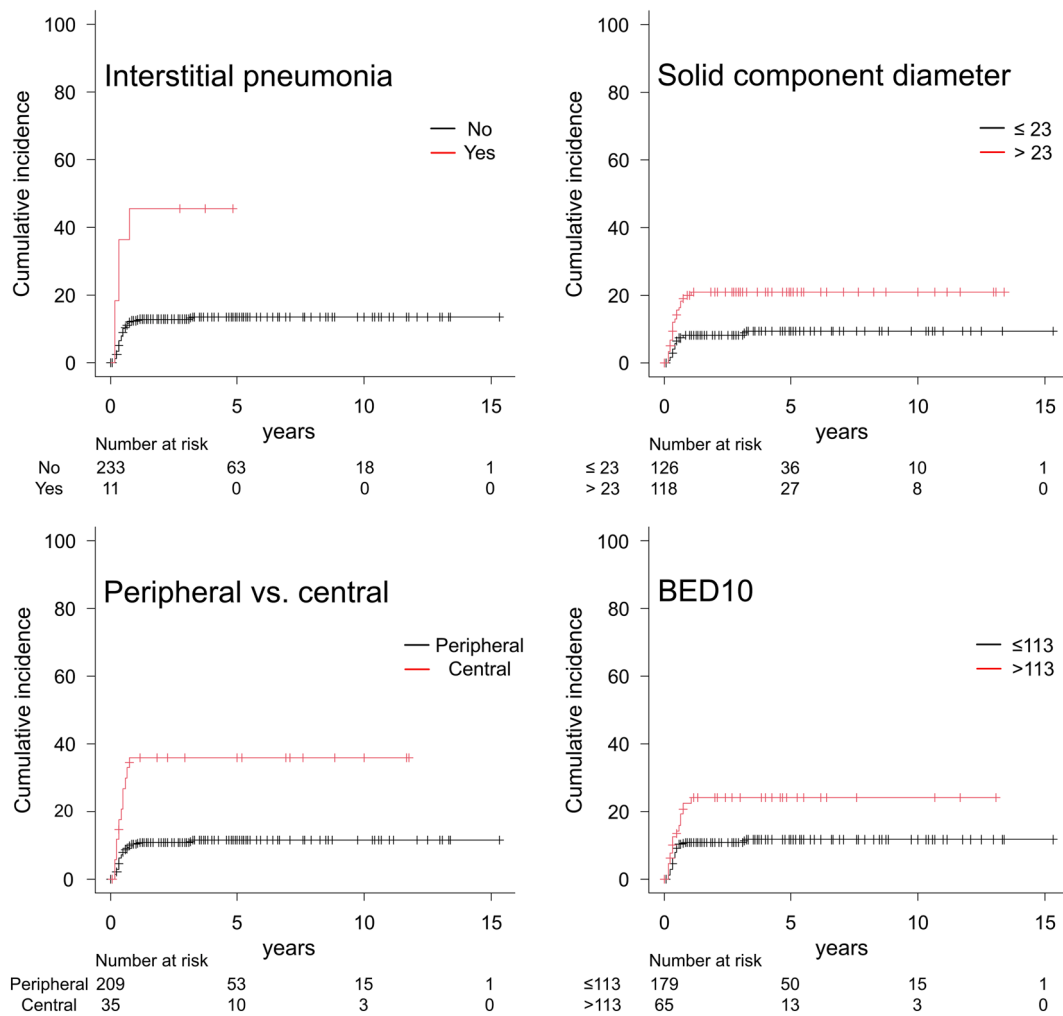 Interstitial pneumonia
No
Yes
Cumulative incidence
100
80
60
40
20
0
0 5 10 15
years
Number at risk
No 233 63 18 1
Yes 11 0 0 0
Solid component diameter
≤ 23
> 23
Cumulative incidence
100
80
60
40
20
0
0 5 10 15
years
Number at risk
≤ 23 126 36 10 1
> 23 118 27 8 0
Peripheral vs. central
Peripheral
Central
Cumulative incidence
100
80
60
40
20
0
0 5 10 15
years
Number at risk
Peripheral 209 53 15 1
Central 35 10 3 0
BED10
≤113
>113
Cumulative incidence
100
80
60
40
20
0
0 5 10 15
years
Number at risk
≤113 179 50 15 1
>113 65 13 3 0